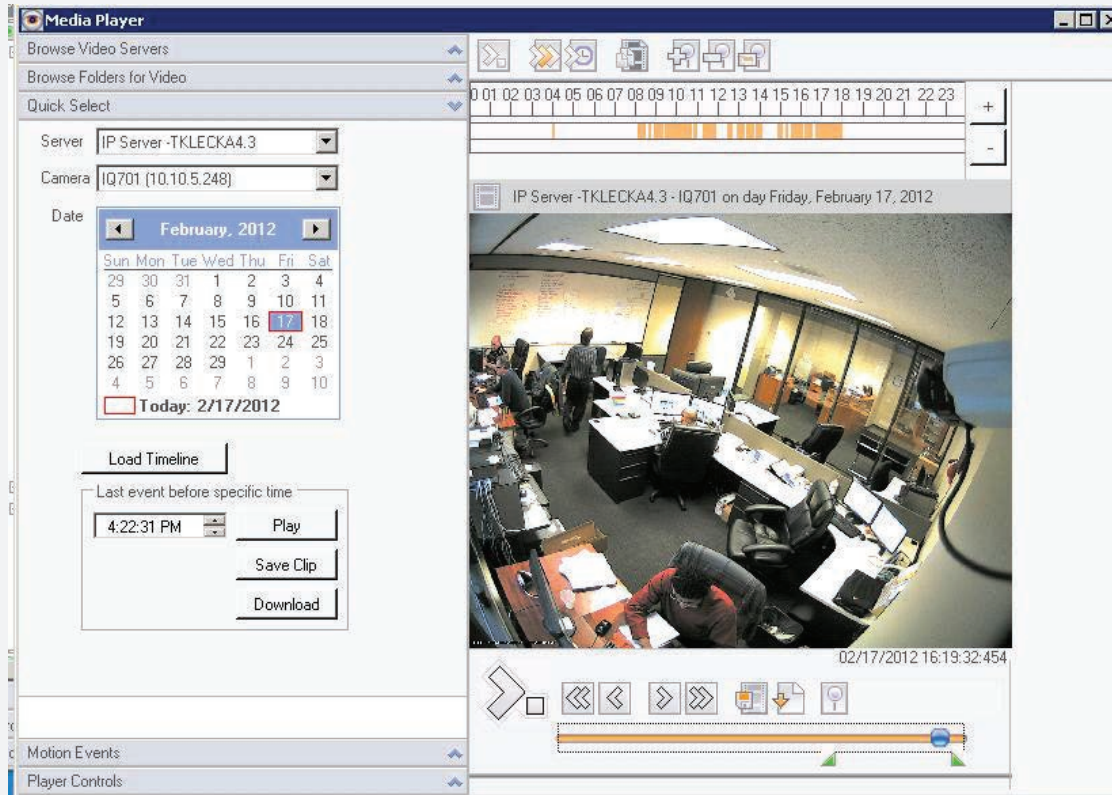 Media Player
Browse Video Servers
Browse Folders for Video
Quick Select
Server IP Server -TKLECKA4.3
Camera IQ701 (10.10.5.248)
Date
February, 2012
Sun Mon Tue Wed Thu Fri Sat
29 30 31 1 2 3 4
5 6 7 8 9 10 11
12 13 14 15 16 17 18
19 20 21 22 23 24 25
26 27 28 29 1 2 3
4 5 6 7 8 9 10
Today: 2/17/2012
Load Timeline
Last event before specific time
4:22:31 PM
Play
Save Clip
Download
Motion Events
Player Controls
0 01 02 03 04 05 06 07 08 09 10 11 12 13 14 15 16 17 18 19 20 21 22 23
+
-
IP Server -TKLECKA4.3 - IQ701 on day Friday, February 17, 2012
02/17/2012 16:19:32:454